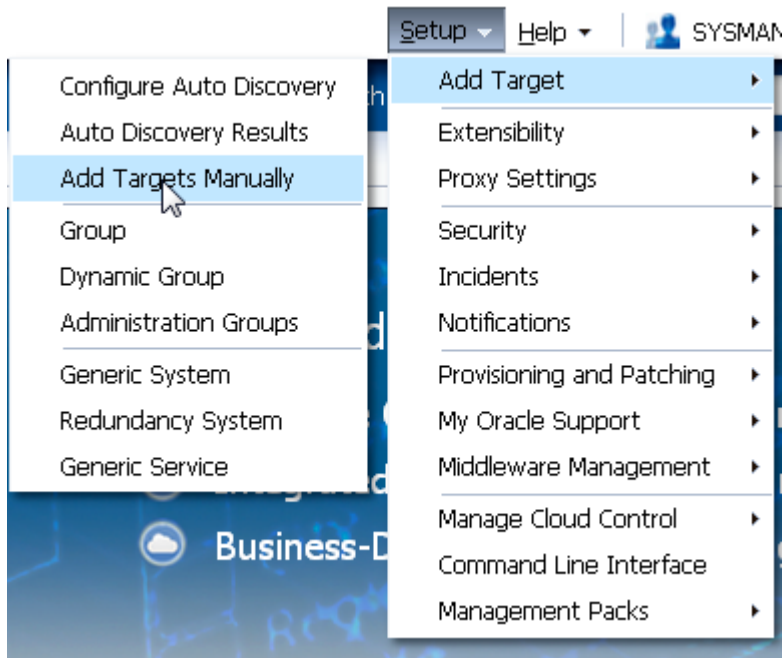 Setup Help SYSMAN
Configure Auto Discovery
Auto Discovery Results
Add Targets Manually
Group
Dynamic Group
Administration Groups
Generic System
Redundancy System
Generic Service
Add Target
Extensibility
Proxy Settings
Security
Incidents
Notifications
Provisioning and Patching
My Oracle Support
Middleware Management
Manage Cloud Control
Command Line Interface
Management Packs
Business-D